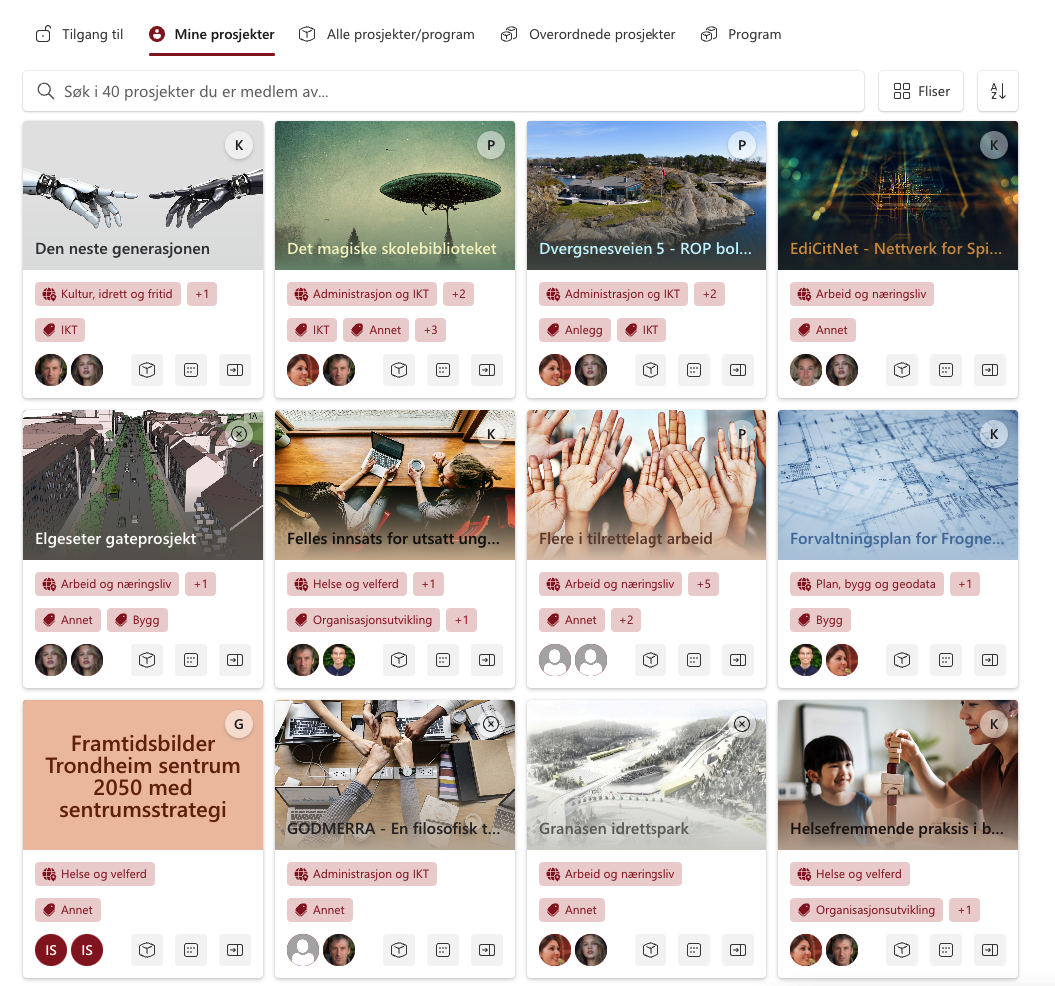 Tilgang til Mine prosjekter Alle prosjekter/program Overordnede prosjekter Program
Søk i 40 prosjekter du er medlem av... Fliser A Z
K
Den neste generasjonen
Kultur, idrett og fritid +1
IKT
P
Det magiske skolebiblioteket
Administrasjon og IKT +2
IKT Annet +3
P
Dvergsnesveien 5 - ROP bol...
Administrasjon og IKT +2
Anlegg IKT
K
EdiCitNet - Nettverk for Spi...
Arbeid og næringsliv
Annet
1A
Elgeseter gateprosjekt
Arbeid og næringsliv +1
Annet Bygg
K
Felles innsats for utsatt ung...
Helse og velferd +1
Organisasjonsutvikling +1
P
Flere i tilrettelagt arbeid
Arbeid og næringsliv +5
Annet +2
K
Forvaltningsplan for Frogne...
Plan, bygg og geodata +1
Bygg
G
Framtidsbilder
Trondheim sentrum
2050 med
sentrumsstrategi
Helse og velferd
Annet
IS IS
GODMERRA - En filosofisk t...
Administrasjon og IKT
Annet
Granåsen idrettspark
Arbeid og næringsliv
Annet
K
Helsefremmende praksis i b...
Helse og velferd
Organisasjonsutvikling +1